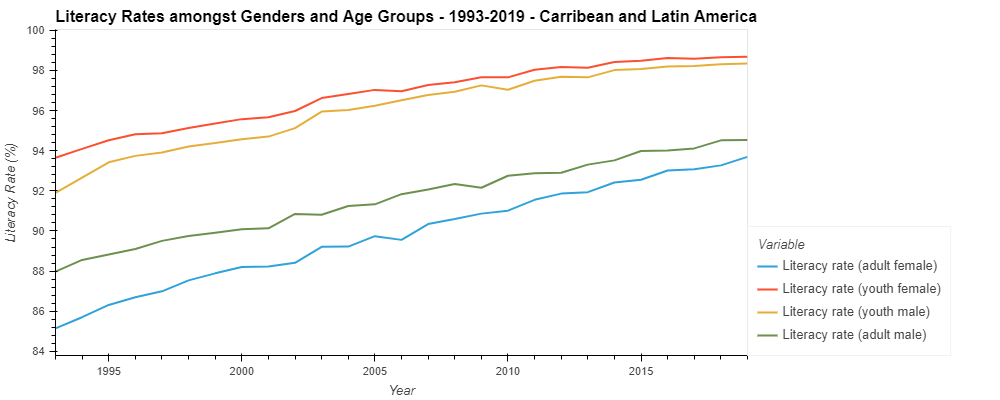 Literacy Rates amongst Genders and Age Groups - 1993-2019 - Carribean and Latin America
100
98
96
94
92
90
88
86
84
Literacy Rate (%)
1995
2000
2005
2010
2015
Year
Variable
Literacy rate (adult female)
Literacy rate (youth female)
Literacy rate (youth male)
Literacy rate (adult male)